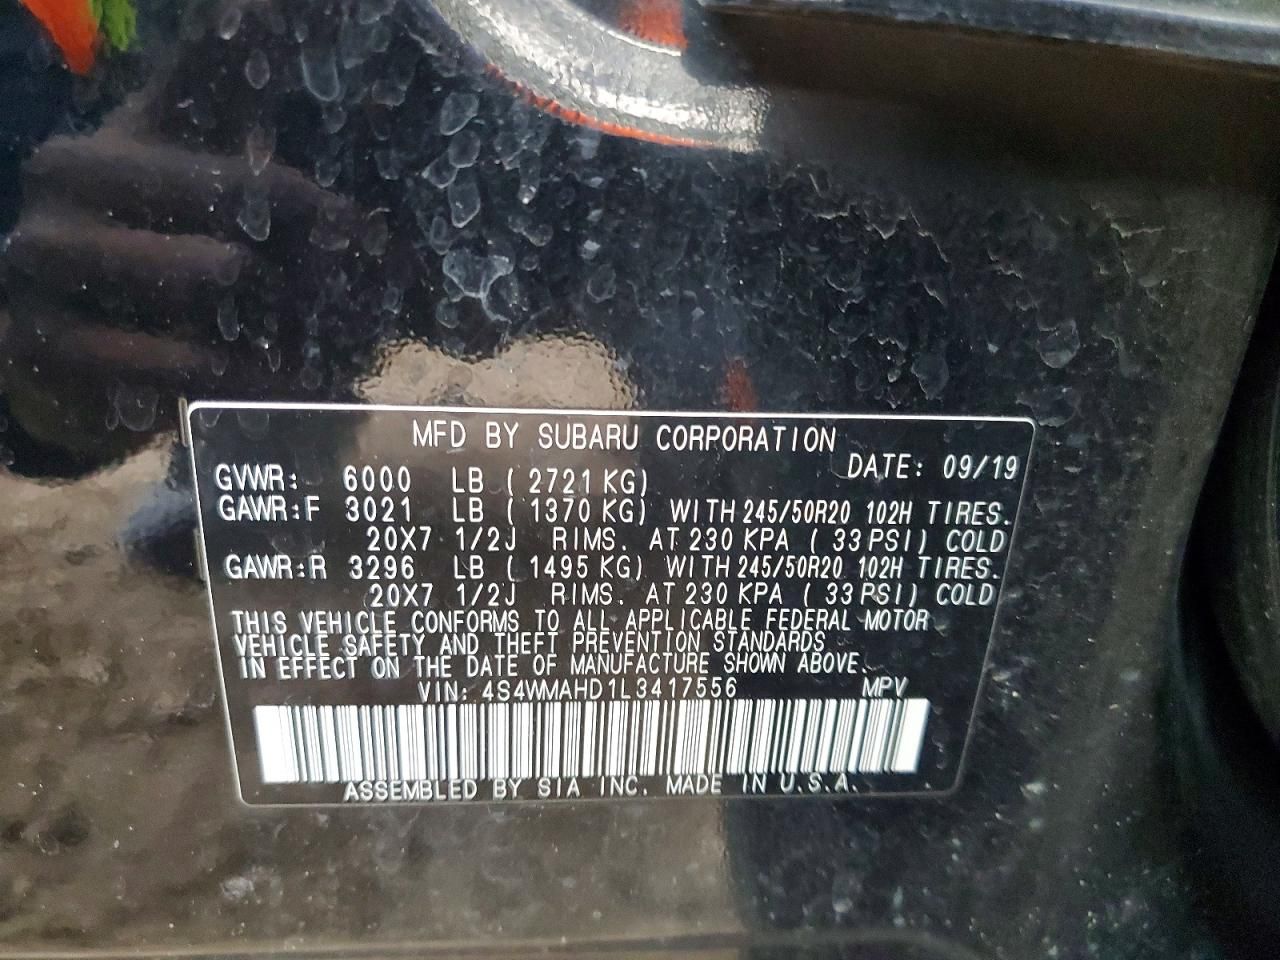 MFD BY SUBARU CORPORATION
DATE: 09/19
GVWR: 6000 LB ( 2721 KG)
GAWR:F 3021 LB ( 1370 KG) WITH 245/50R20 102H TIRES.
20X7 1/2J RIMS. AT 230 KPA ( 33 PSI) COLD
GAWR:R 3296 LB ( 1495 KG) WITH 245/50R20 102H TIRES.
20X7 1/2J RIMS. AT 230 KPA ( 33 PSI) COLD
THIS VEHICLE CONFORMS TO ALL APPLICABLE FEDERAL MOTOR
VEHICLE SAFETY AND THEFT PREVENTION STANDARDS
IN EFFECT ON THE DATE OF MANUFACTURE SHOWN ABOVE.
VIN: 4S4WMAHD1L3417556 MPV
ASSEMBLED BY SIA INC. MADE IN U.S.A.